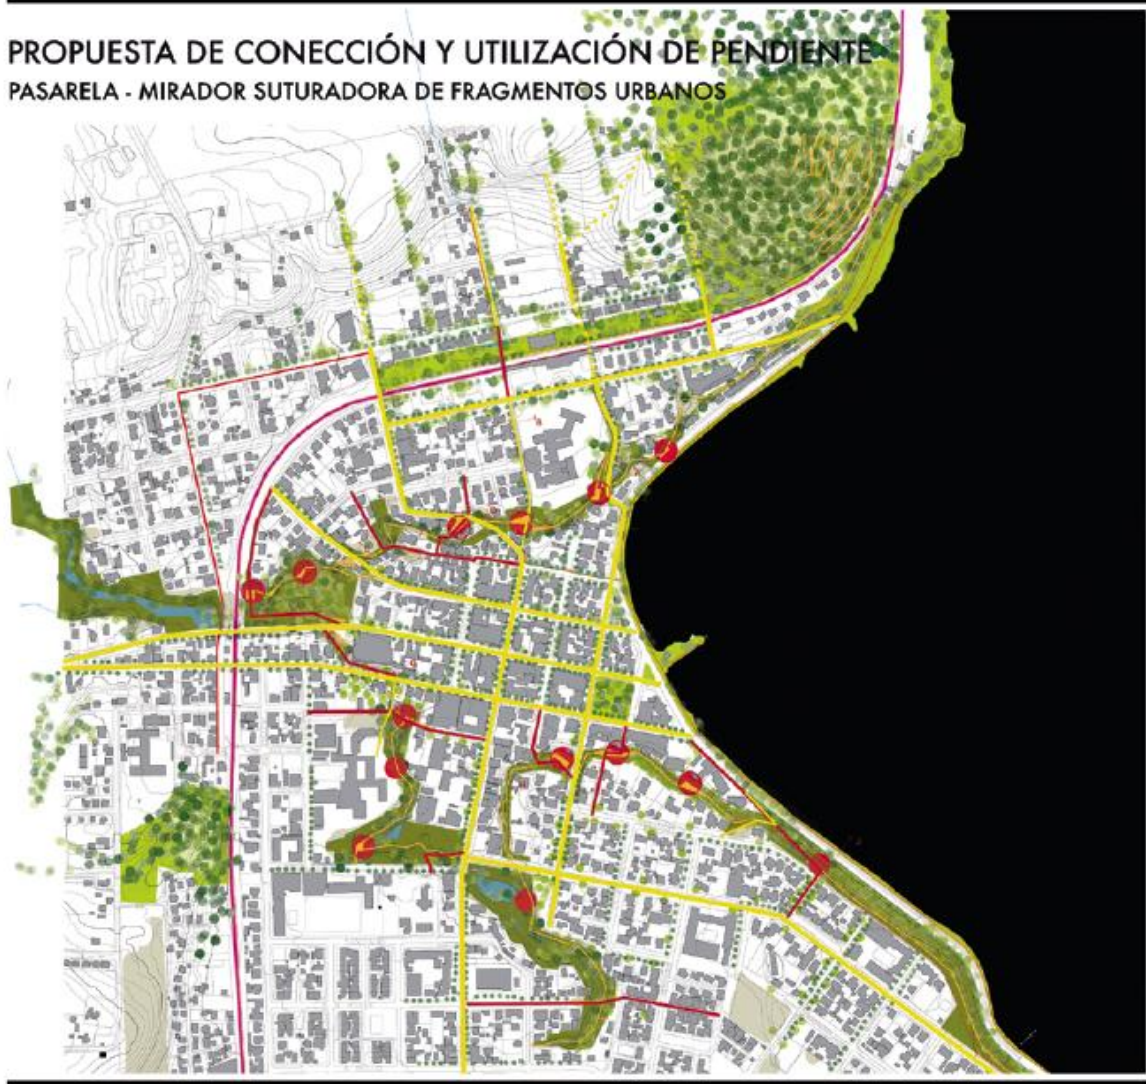 PROPUESTA DE CONECCIÓN Y UTILIZACIÓN DE PENDIENTE
PASARELA - MIRADOR SUTURADORA DE FRAGMENTOS URBANOS